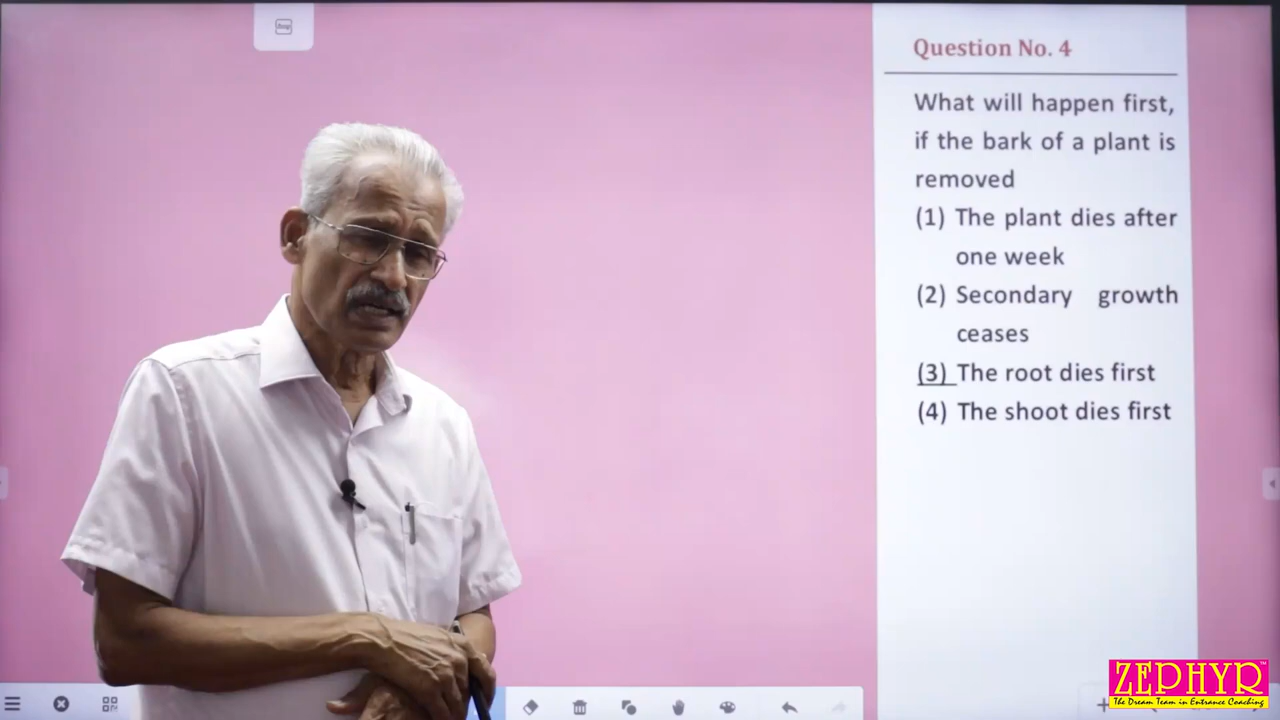 Question No. 4
What will happen first,
if the bark of a plant is
removed
(1) The plant dies after
one week
(2) Secondary growth
ceases
(3) The root dies first
(4) The shoot dies first
ZEPHYR™
The Dream Team in Entrance Coaching